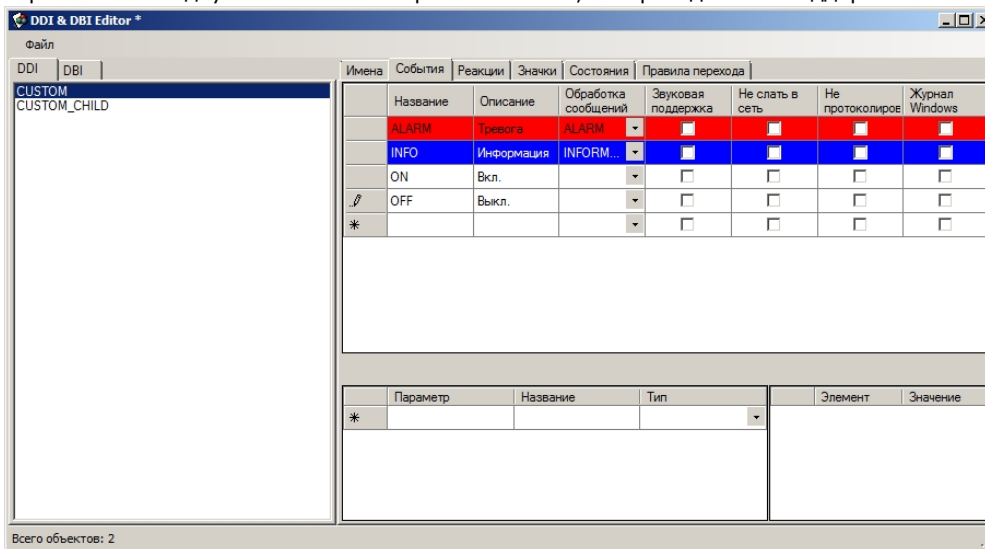 DDI & DBI Editor *
Файл
DDI DBI
CUSTOM
CUSTOM_CHILD
Имена События Реакции Значки Состояния Правила перехода
Название Описание Обработка сообщений Звуковая поддержка Не слать в сеть Не протоколиров Журнал Windows
ALARM Тревога ALARM
INFO Информация INFORM...
ON Вкл.
OFF Выкл.
Параметр Название Тип Элемент Значение
Всего объектов: 2